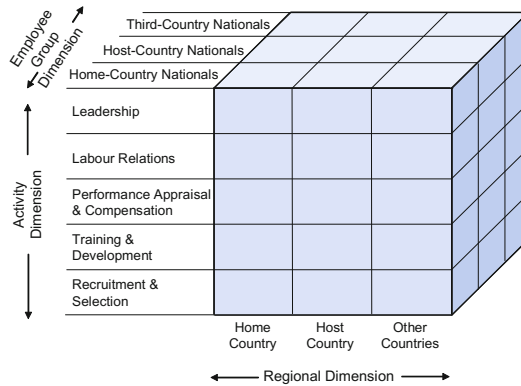 Employee
Group
Dimension
Third-Country Nationals
Host-Country Nationals
Home-Country Nationals
Activity
Dimension
Leadership
Labour Relations
Performance Appraisal
& Compensation
Training &
Development
Recruitment &
Selection
Home
Country
Host
Country
Other
Countries
Regional Dimension